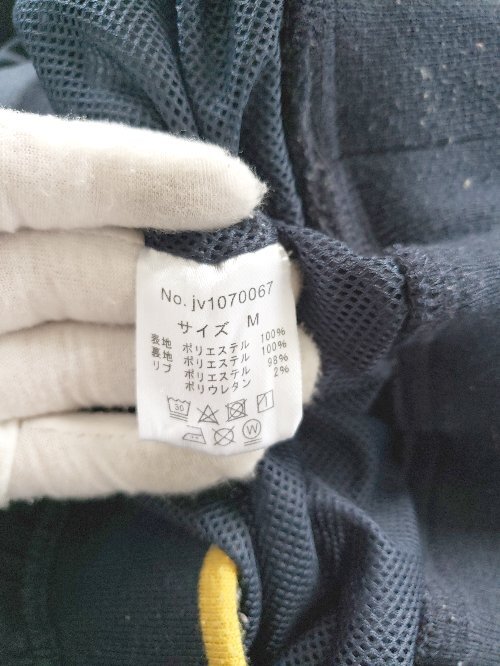 No. jv1070067
サイズ M
表地 ポリエステル 100%
裏地 ポリエステル 100%
リブ ポリエステル 98%
ポリウレタン 2%
30
W